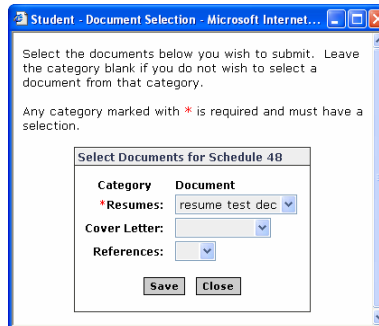 Student - Document Selection - Microsoft Internet...
Select the documents below you wish to submit. Leave
the category blank if you do not wish to select a
document from that category.
Any category marked with * is required and must have a
selection.
Select Documents for Schedule 48
Category Document
*Resumes: resume test dec
Cover Letter:
References:
Save Close